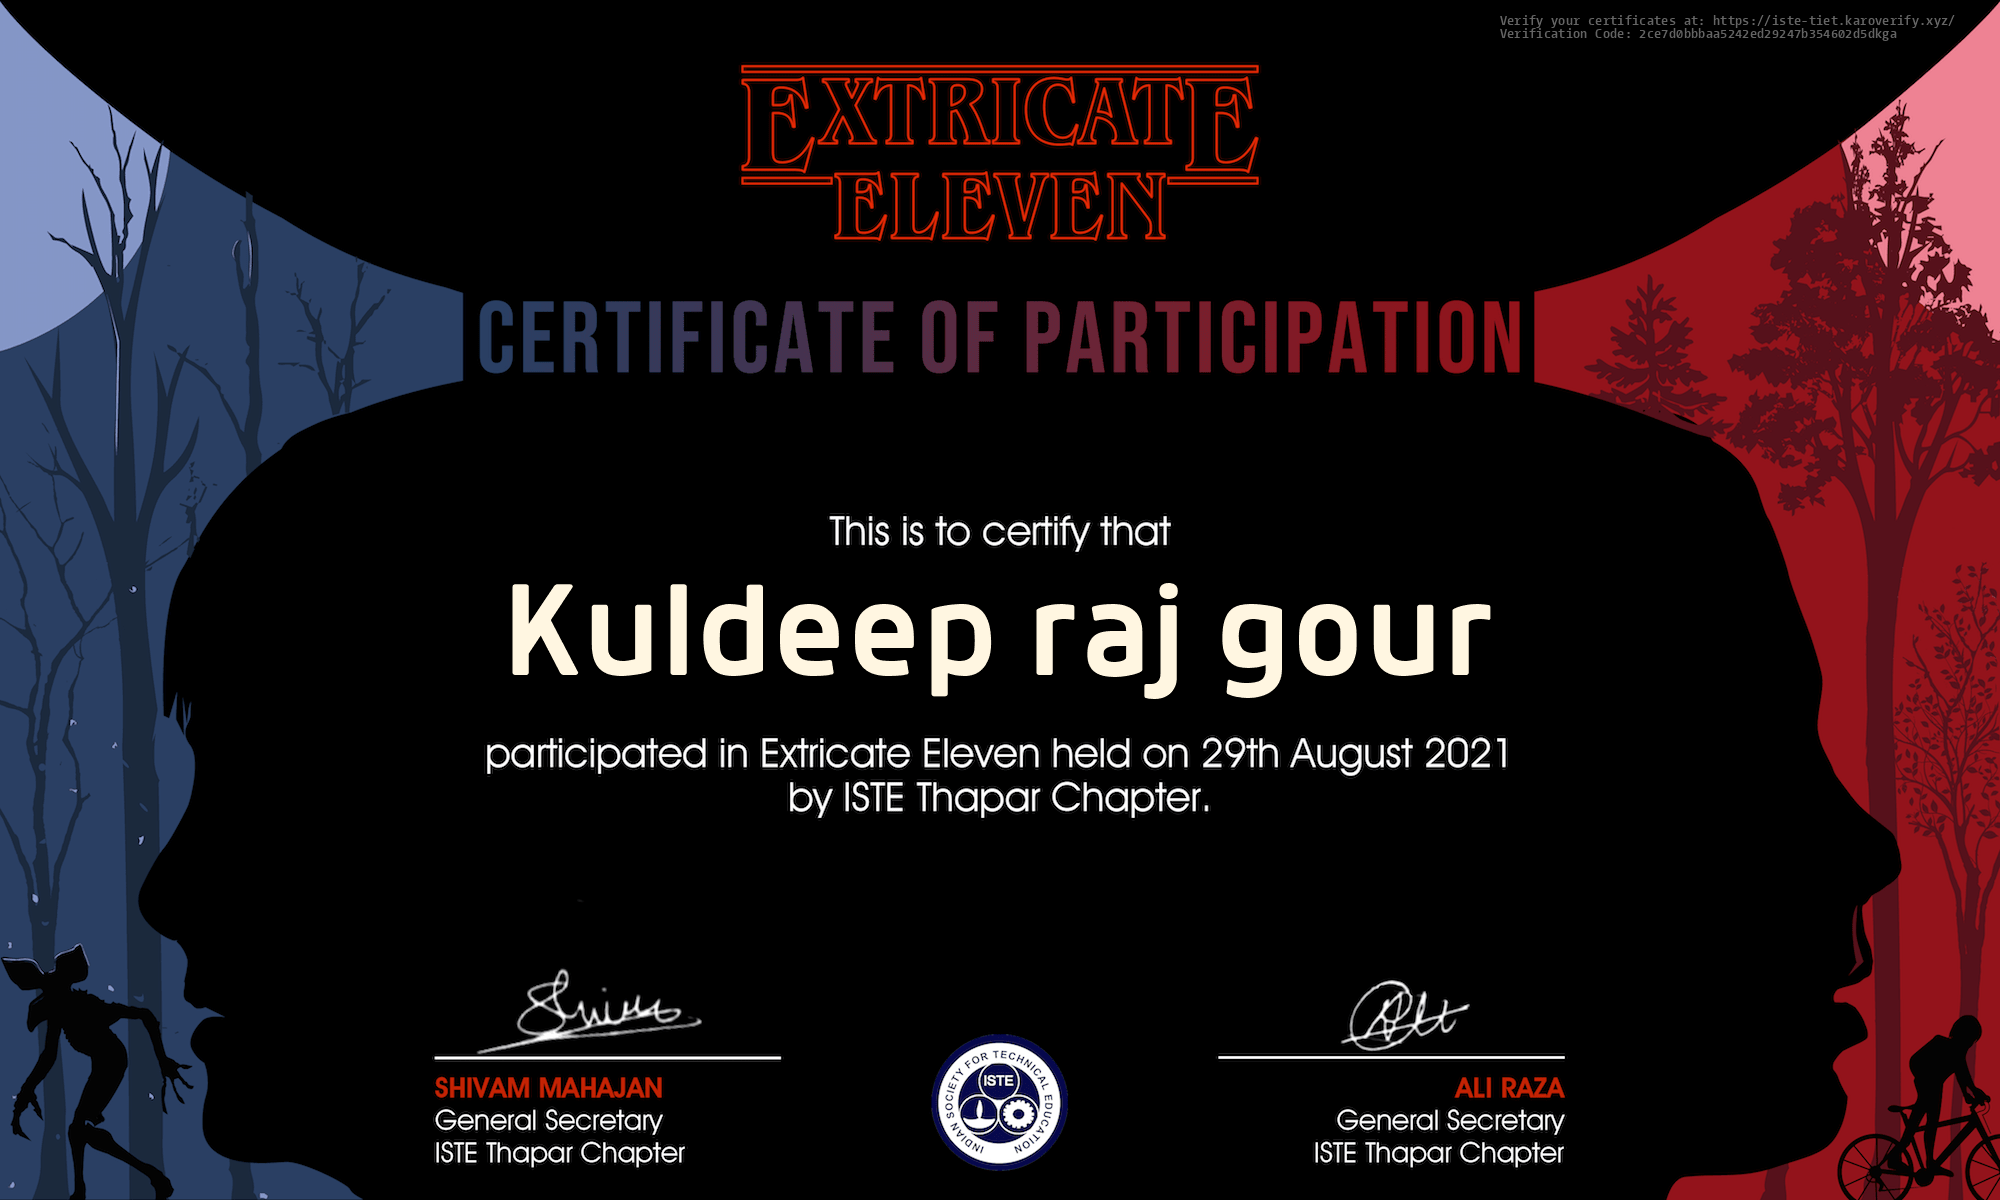 Verify your certificates at: https://iste-tiet.karoverify.xyz/
Verification Code: 2ce7d0bbbaa5242ed29247b354602d5dkga
EXTRICATE
ELEVEN
CERTIFICATE OF PARTICIPATION
This is to certify that
Kuldeep raj gour
participated in Extricate Eleven held on 29th August 2021
by ISTE Thapar Chapter.
SHIVAM MAHAJAN
General Secretary
ISTE Thapar Chapter
INDIAN SOCIETY FOR TECHNICAL EDUCATION
ISTE
ALI RAZA
General Secretary
ISTE Thapar Chapter